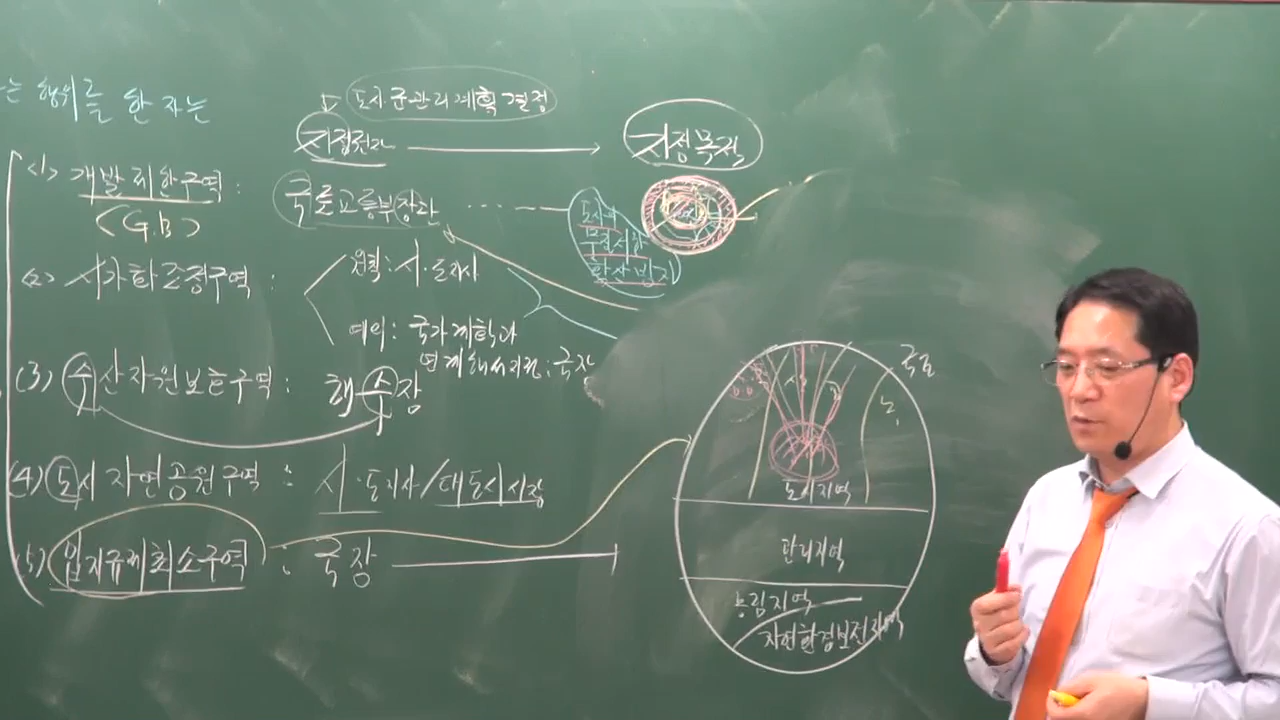 는 행위를 한 자는
도시군관리계획 결정
지정권자
지정목적
<1> 개발제한구역 :
<G.B>
국토교통부장관
도시의
무질서한
확산방지
<2> 시가화조정구역 :
원칙 : 시·도지사
예외 : 국가계획과
연계해서 지정 : 국장
(3) 수산자원보호구역 : 해수장
(4) 도시자연공원구역 : 시·도지사/대도시시장
(5) 입지규제최소구역 : 국장
국토
도시지역
관리지역
농림지역
자연환경보전지역